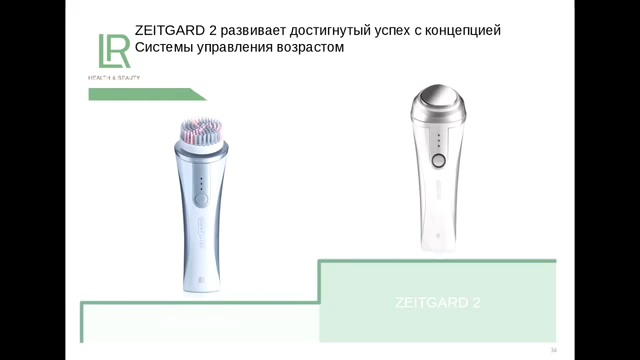 ZEITGARD 2 развивает достигнутый успех с концепцией
Системы управления возрастом
LR
HEALTH & BEAUTY
ZEITGARD 2